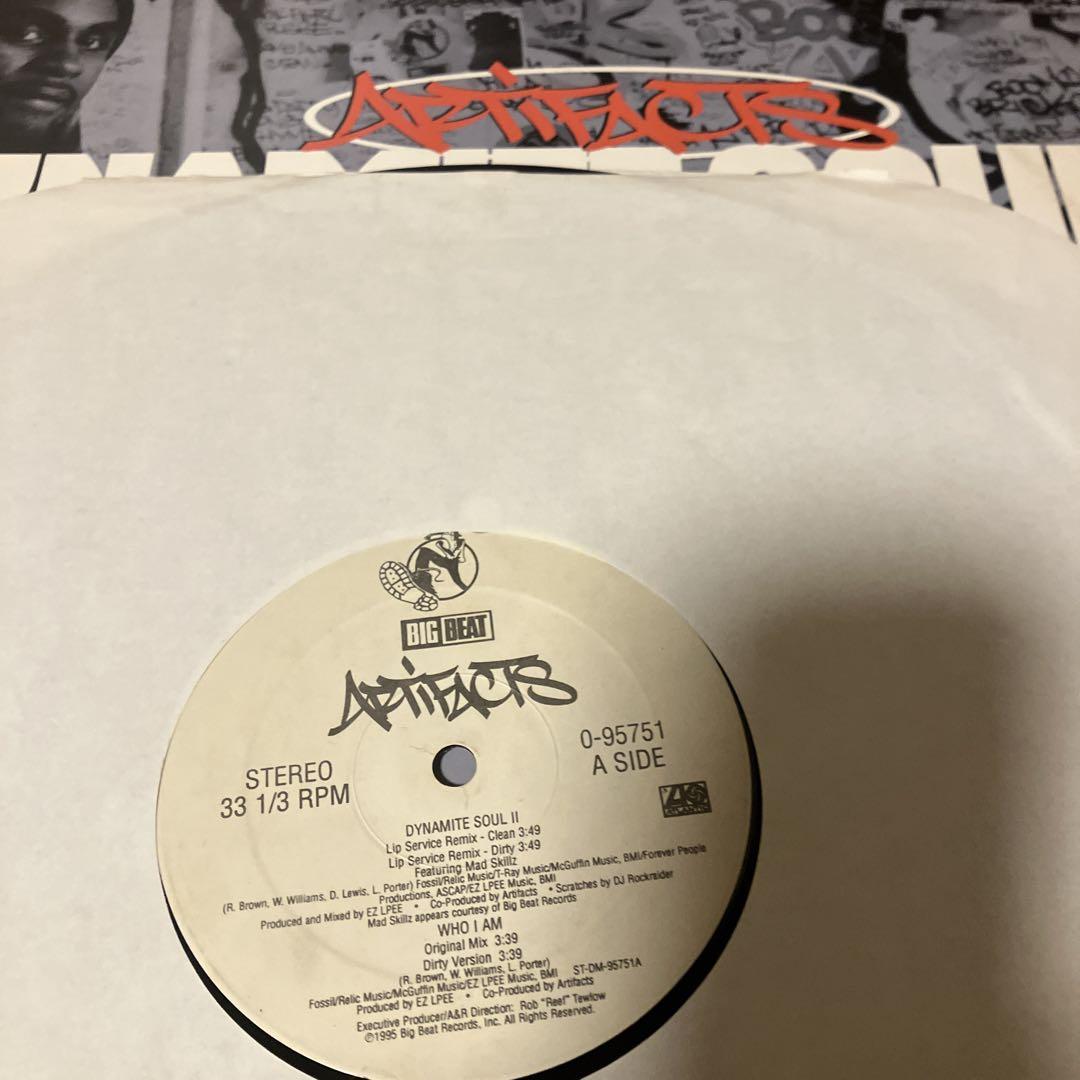 ARTIFACTS
BIG BEAT
ARTIFACTS
STEREO
33 1/3 RPM
0-95751
A SIDE
ATLANTIC
DYNAMITE SOUL II
Lip Service Remix - Clean 3:49
Lip Service Remix - Dirty 3:49
Featuring Mad Skillz
(R. Brown, W. Williams, D. Lewis, L. Porter) Fossil/Relic Music/T-Ray Music/McGuffin Music, BMI/Forever People
Productions, ASCAP/EZ LPEE Music, BMI
Produced and Mixed by EZ LPEE • Co-Produced by Artifacts • Scratches by DJ Rockraider
Mad Skillz appears courtesy of Big Beat Records
WHO I AM
Original Mix 3:39
Dirty Version 3:39
(R. Brown, W. Williams, L. Porter) ST-DM-95751A
Fossil/Relic Music/McGuffin Music/EZ LPEE Music, BMI
Produced by EZ LPEE • Co-Produced by Artifacts
Executive Producer/A&R Direction: Rob "Reef" Tewlow
℗1995 Big Beat Records, Inc. All Rights Reserved.